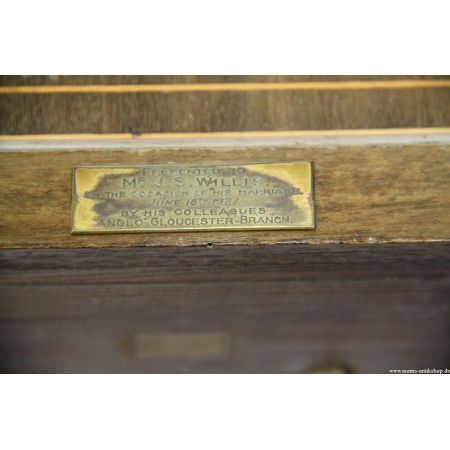 PRESENTED TO
MR J. S. WILLIS
ON THE OCCASION OF HIS MARRIAGE
JUNE 18TH 1927
BY HIS COLLEAGUES
"ANGLO" GLOUCESTER-BRANCH.
www.morris-antikshop.de